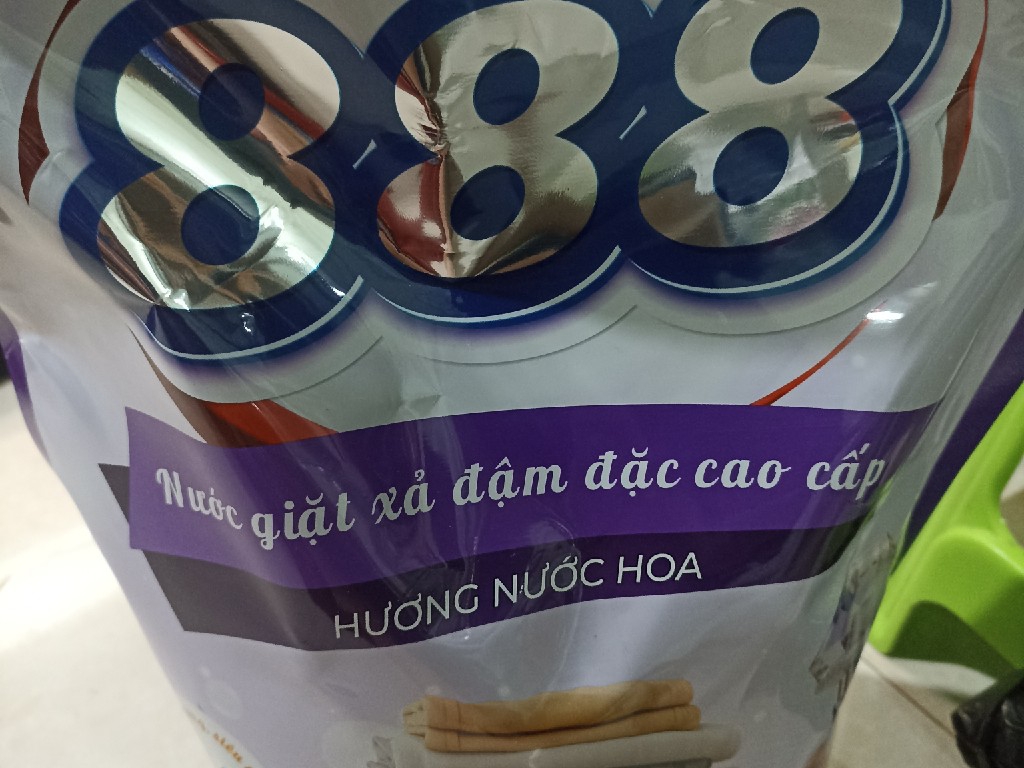 888
Nước giặt xả đậm đặc cao cấp
HƯƠNG NƯỚC HOA